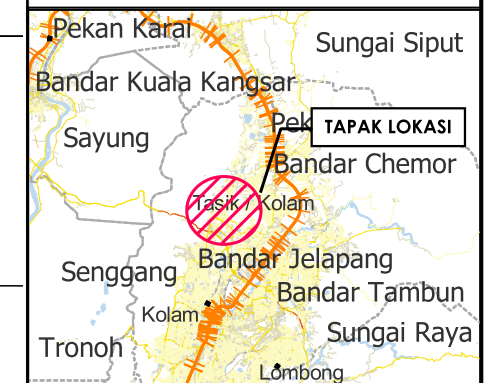 Pekan Karai
Sungai Siput
Bandar Kuala Kangsar
Pek
TAPAK LOKASI
Sayung
Bandar Chemor
Tasik / Kolam
Bandar Jelapang
Senggang
Bandar Tambun
Kolam
Sungai Raya
Tronoh
Lombong